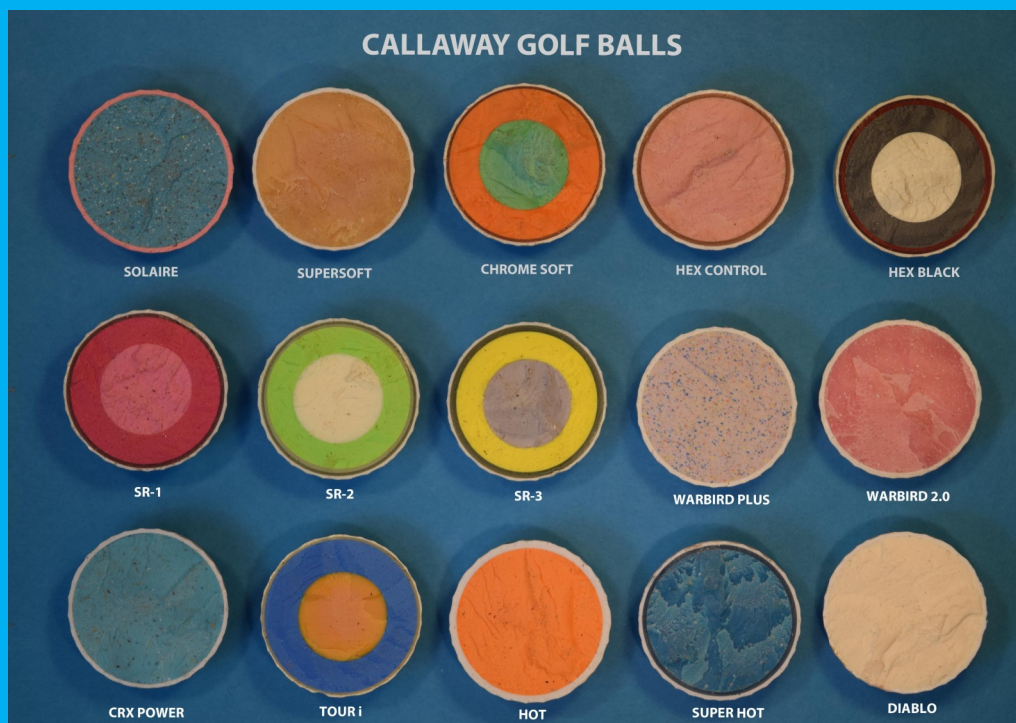 CALLAWAY GOLF BALLS
SOLAIRE
SUPERSOFT
CHROME SOFT
HEX CONTROL
HEX BLACK
SR-1
SR-2
SR-3
WARBIRD PLUS
WARBIRD 2.0
CRX POWER
TOUR i
HOT
SUPER HOT
DIABLO